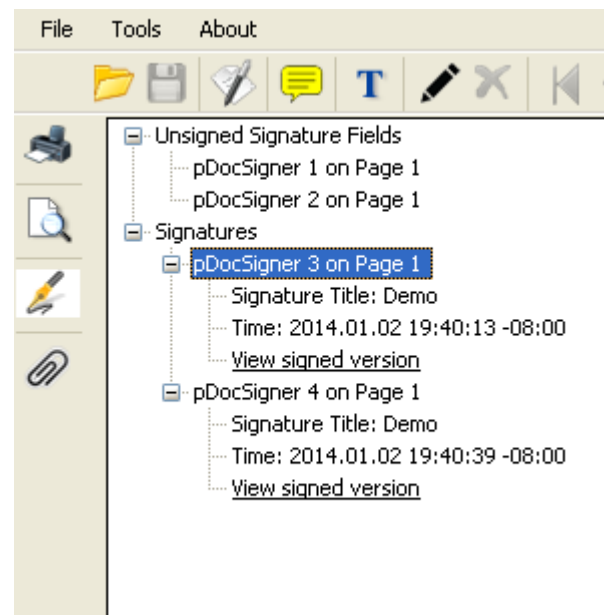 File Tools About
T
Unsigned Signature Fields
pDocSigner 1 on Page 1
pDocSigner 2 on Page 1
Signatures
pDocSigner 3 on Page 1
Signature Title: Demo
Time: 2014.01.02 19:40:13 -08:00
View signed version
pDocSigner 4 on Page 1
Signature Title: Demo
Time: 2014.01.02 19:40:39 -08:00
View signed version